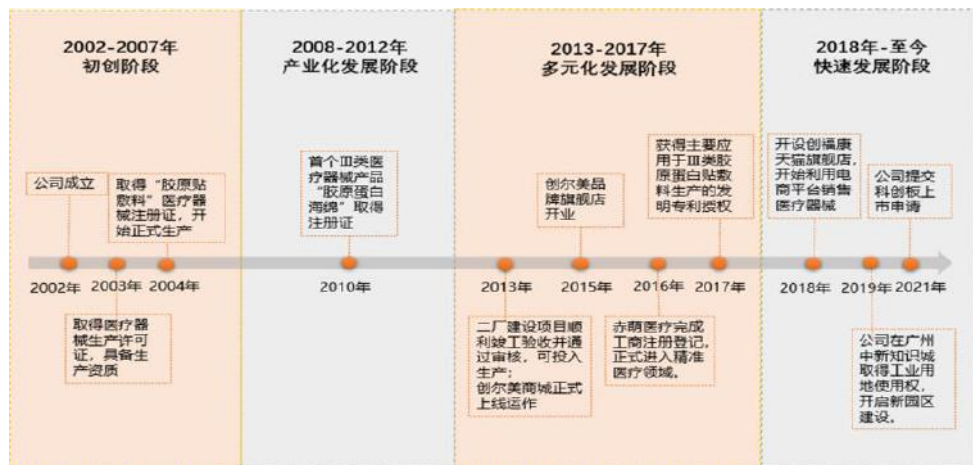 2002-2007年
初创阶段
2008-2012年
产业化发展阶段
2013-2017年
多元化发展阶段
2018年-至今
快速发展阶段
公司成立
取得“胶原贴
敷料”医疗器
械注册证，开
始正式生产
首个Ⅲ类医
疗器械产品
“胶原蛋白
海绵”取得
注册证
创尔美品
牌旗舰店
开业
获得主要应
用于Ⅲ类胶
原蛋白贴敷
料生产的发
明专利授权
开设创福康
天猫旗舰店，
开始利用电
商平台销售
医疗器械
公司提交
科创板上
市申请
2002年
2003年
2004年
2010年
2013年
2015年
2016年
2017年
2018年
2019年
2021年
取得医疗器
械生产许可
证，具备生
产资质
二厂建设项目顺
利竣工验收并通
过审核，可投入
生产；
创尔美商城正式
上线运作
赤萌医疗完成
工商注册登记，
正式进入精准
医疗领域。
公司在广州
中新知识城
取得工业用
地使用权，
开启新园区
建设。